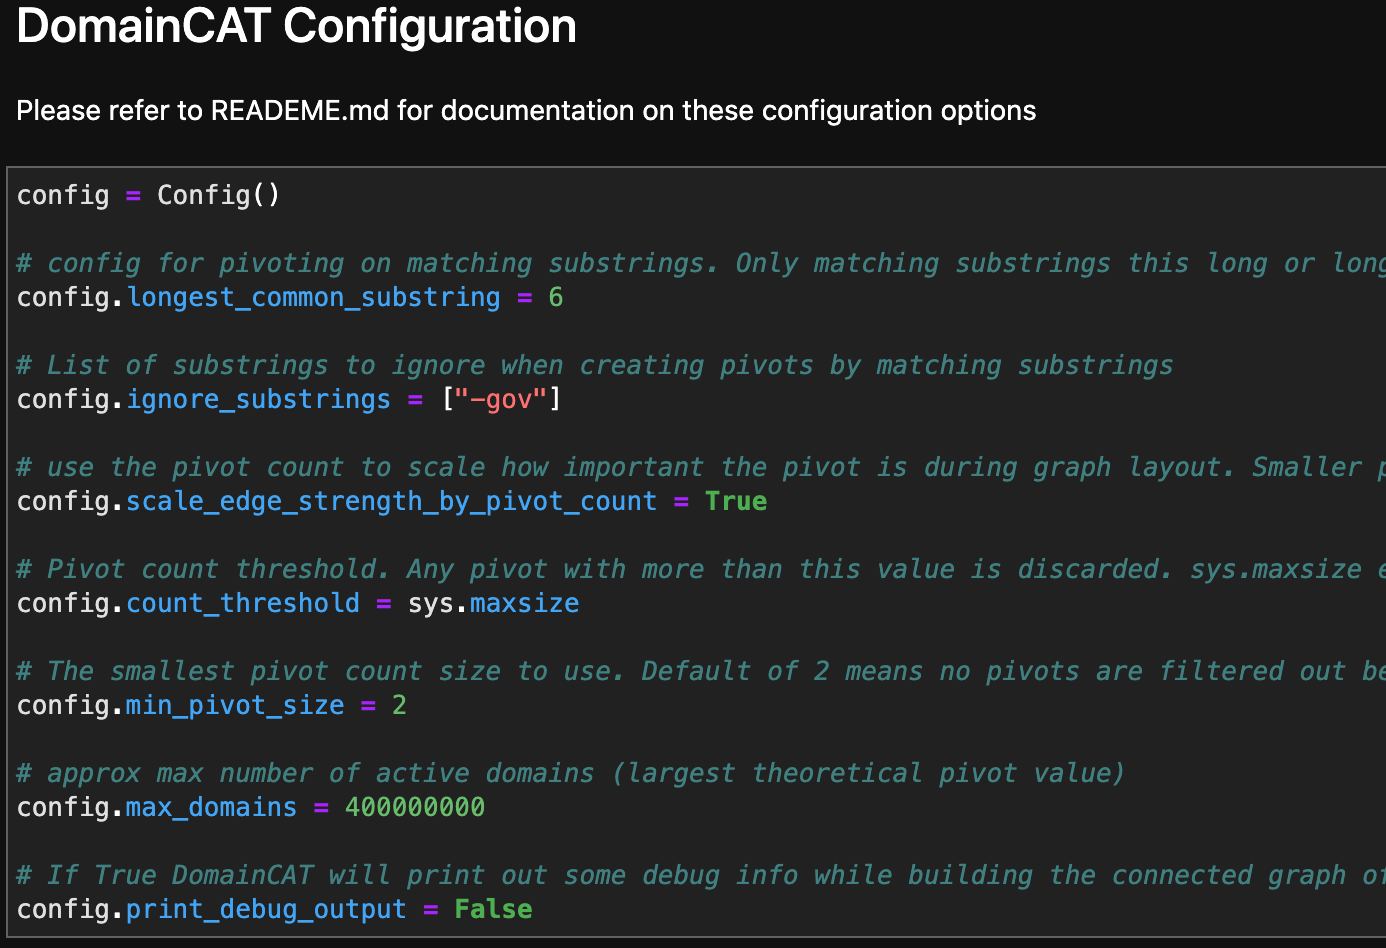 DomainCAT Configuration
Please refer to READEME.md for documentation on these configuration options
config = Config()
# config for pivoting on matching substrings. Only matching substrings this long or long
config.longest_common_substring = 6
# List of substrings to ignore when creating pivots by matching substrings
config.ignore_substrings = ["-gov"]
# use the pivot count to scale how important the pivot is during graph layout. Smaller p
config.scale_edge_strength_by_pivot_count = True
# Pivot count threshold. Any pivot with more than this value is discarded. sys.maxsize e
config.count_threshold = sys.maxsize
# The smallest pivot count size to use. Default of 2 means no pivots are filtered out be
config.min_pivot_size = 2
# approx max number of active domains (largest theoretical pivot value)
config.max_domains = 400000000
# If True DomainCAT will print out some debug info while building the connected graph of
config.print_debug_output = False